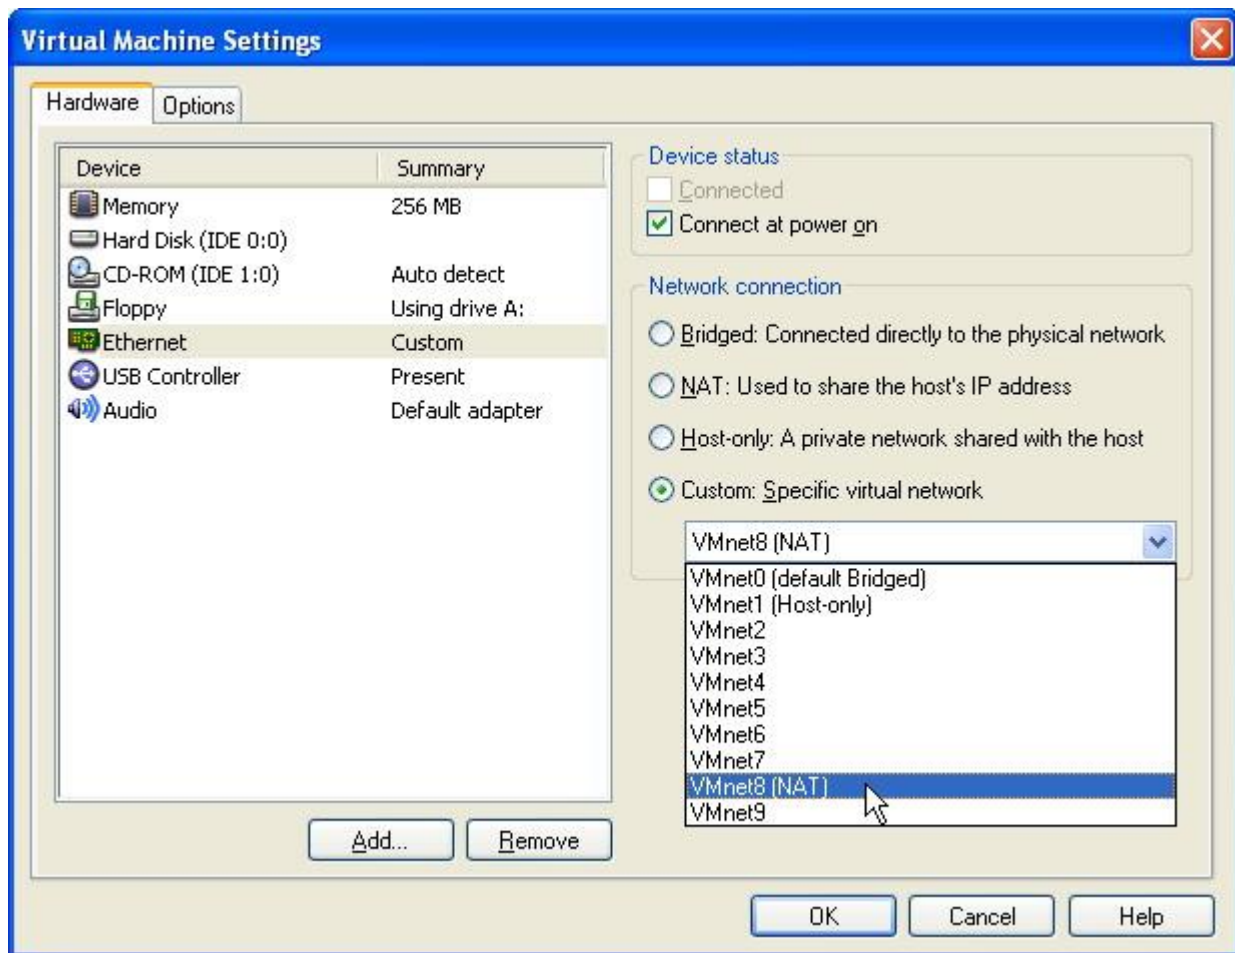 Virtual Machine Settings
Hardware Options
Device Summary
Memory 256 MB
Hard Disk (IDE 0:0)
CD-ROM (IDE 1:0) Auto detect
Floppy Using drive A:
Ethernet Custom
USB Controller Present
Audio Default adapter
Add... Remove
Device status
Connected
Connect at power on
Network connection
Bridged: Connected directly to the physical network
NAT: Used to share the host's IP address
Host-only: A private network shared with the host
Custom: Specific virtual network
VMnet8 (NAT)
VMnet0 (default Bridged)
VMnet1 (Host-only)
VMnet2
VMnet3
VMnet4
VMnet5
VMnet6
VMnet7
VMnet8 (NAT)
VMnet9
OK Cancel Help